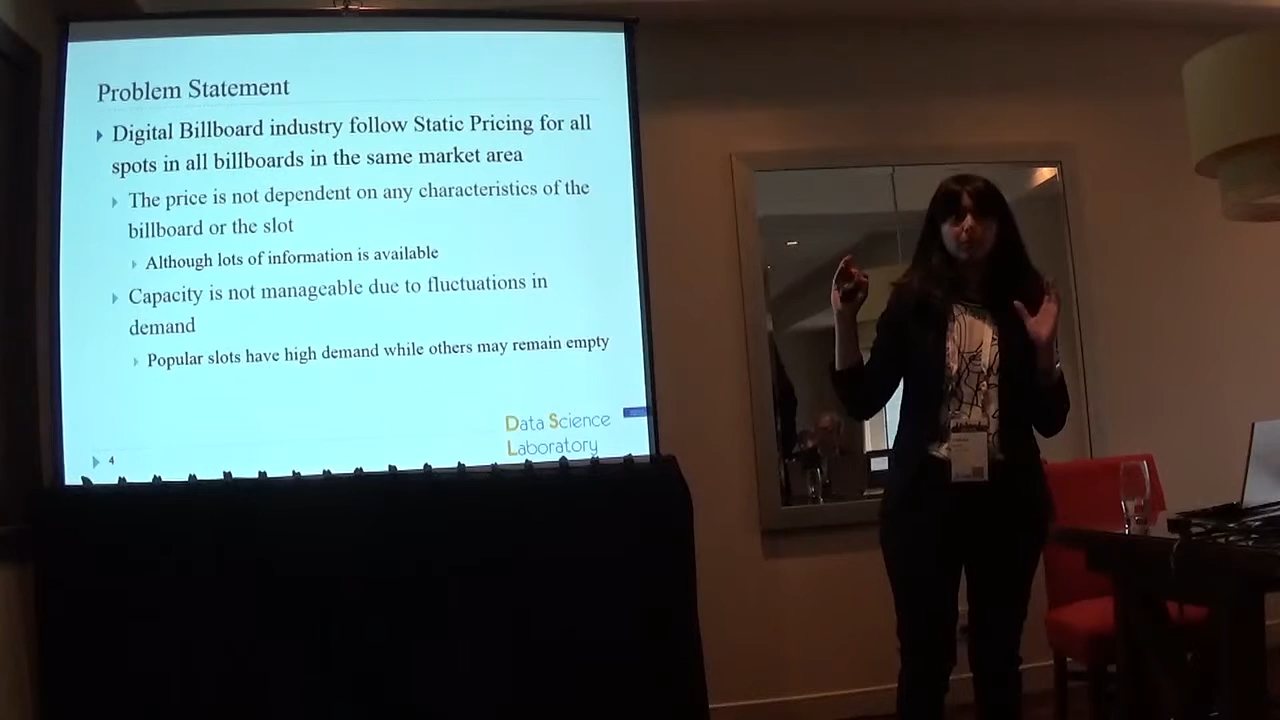 Problem Statement
Digital Billboard industry follow Static Pricing for all
spots in all billboards in the same market area
The price is not dependent on any characteristics of the
billboard or the slot
Although lots of information is available
Capacity is not manageable due to fluctuations in
demand
Popular slots have high demand while others may remain empty
Data Science
Laboratory
4